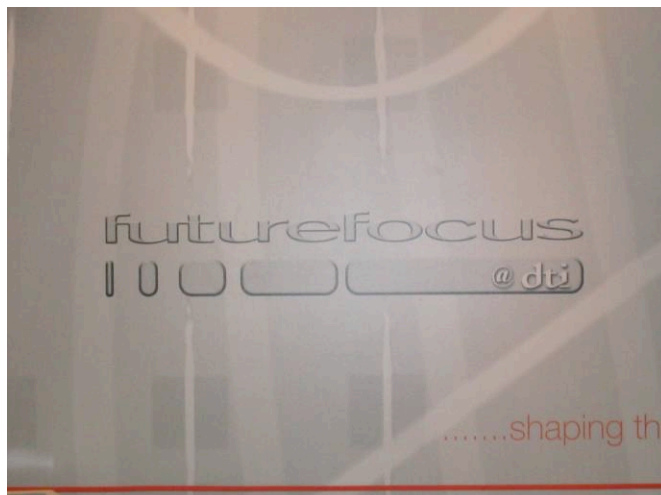 futurefocus
@ dti
.......shaping th